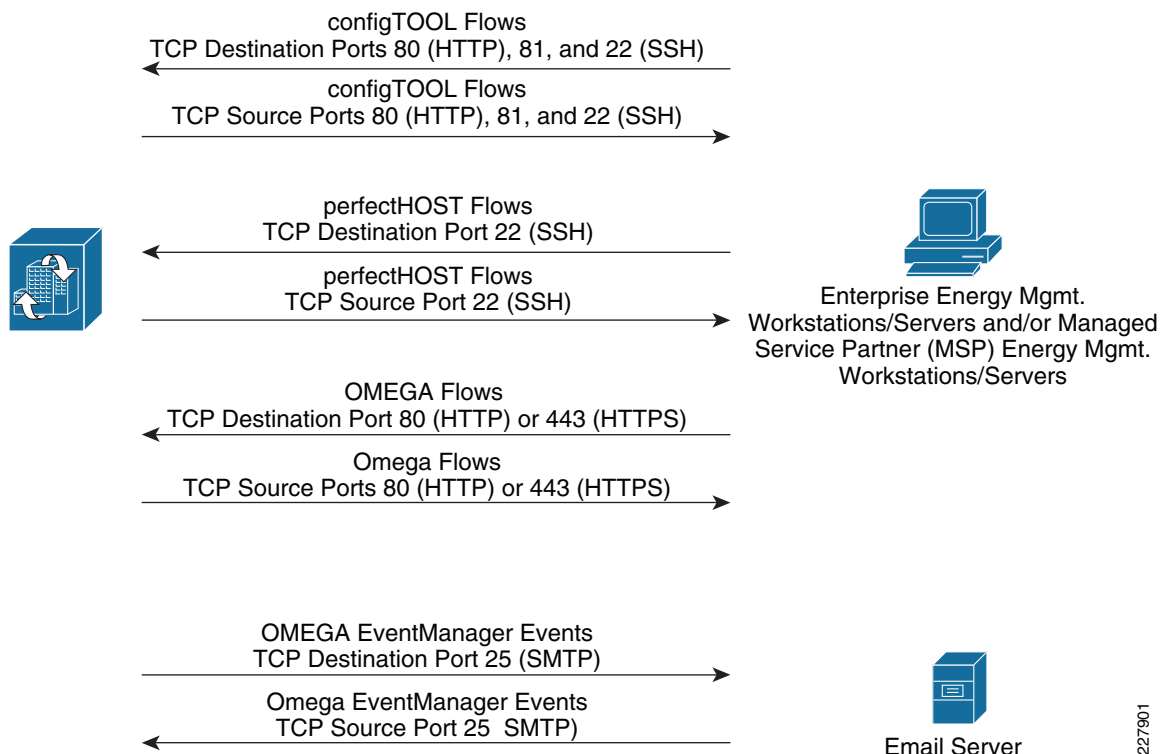 configTOOL Flows
TCP Destination Ports 80 (HTTP), 81, and 22 (SSH)
configTOOL Flows
TCP Source Ports 80 (HTTP), 81, and 22 (SSH)
perfectHOST Flows
TCP Destination Port 22 (SSH)
perfectHOST Flows
TCP Source Port 22 (SSH)
Enterprise Energy Mgmt.
Workstations/Servers and/or Managed
Service Partner (MSP) Energy Mgmt.
Workstations/Servers
OMEGA Flows
TCP Destination Port 80 (HTTP) or 443 (HTTPS)
Omega Flows
TCP Source Ports 80 (HTTP) or 443 (HTTPS)
OMEGA EventManager Events
TCP Destination Port 25 (SMTP)
Omega EventManager Events
TCP Source Port 25 SMTP)
Email Server
227901